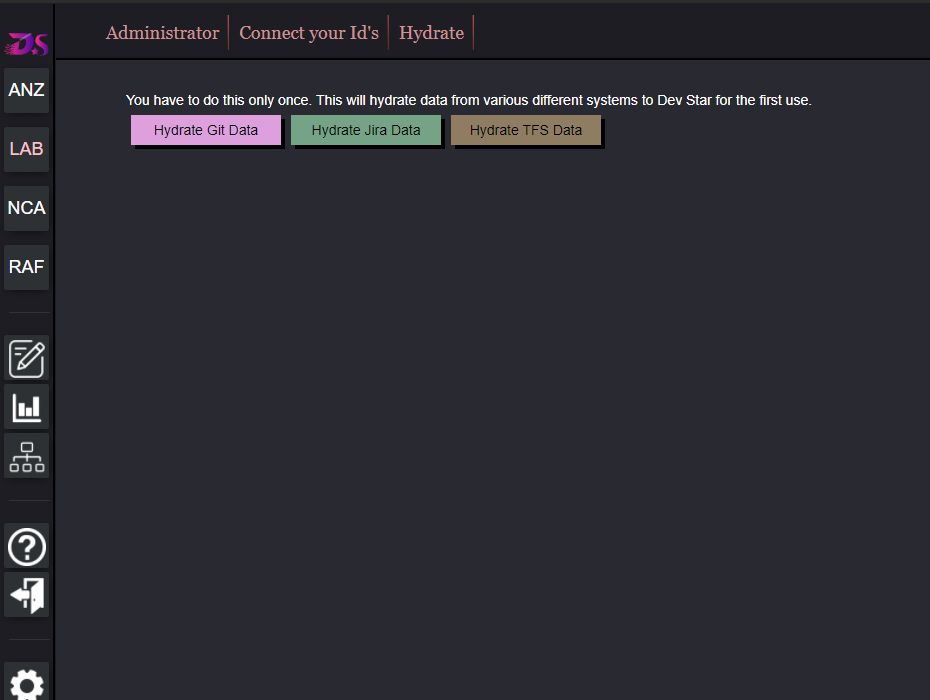 DS
Administrator
Connect your Id's
Hydrate
ANZ
LAB
NCA
RAF
You have to do this only once. This will hydrate data from various different systems to Dev Star for the first use.
Hydrate Git Data
Hydrate Jira Data
Hydrate TFS Data
?